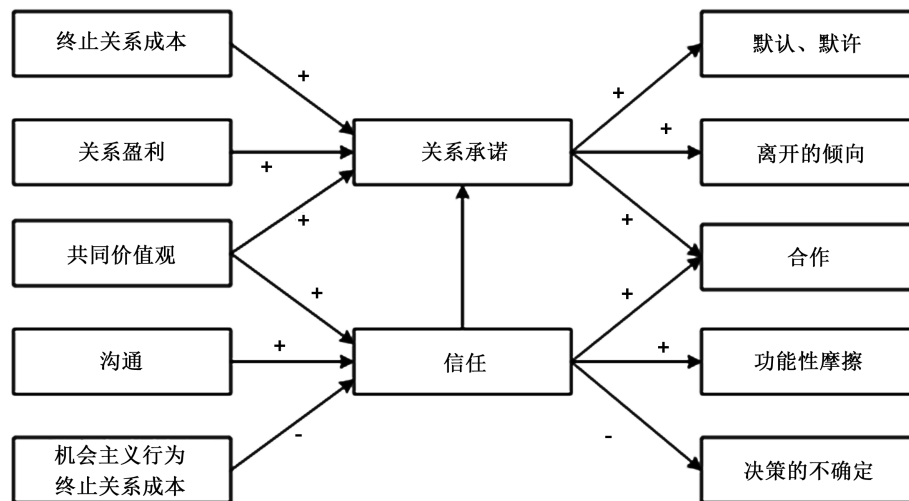 终止关系成本
默认、默许
+
+
关系盈利
关系承诺
离开的倾向
+
+
共同价值观
+
+
合作
+
+
沟通
+
信任
+
功能性摩擦
机会主义行为
终止关系成本
-
-
决策的不确定